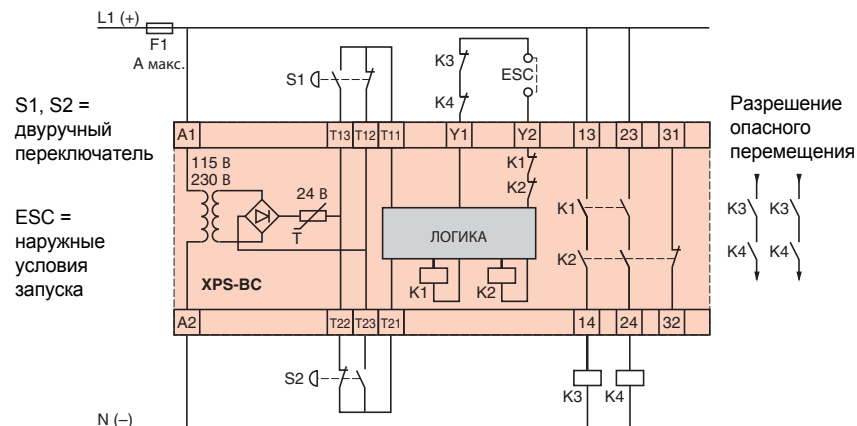 L1 (+)
F1
А макс.
S1
K3
K4
ESC
S1, S2 =
двуручный
переключатель
ESC =
наружные
условия
запуска
A1
T13
T12
T11
Y1
Y2
13
23
31
115 В
230 В
24 В
T
K1
K2
ЛОГИКА
K1
K2
K1
K2
XPS-BC
A2
T22
T23
T21
14
24
32
S2
K3
K4
N (–)
Разрешение
опасного
перемещения
K3
K3
K4
K4